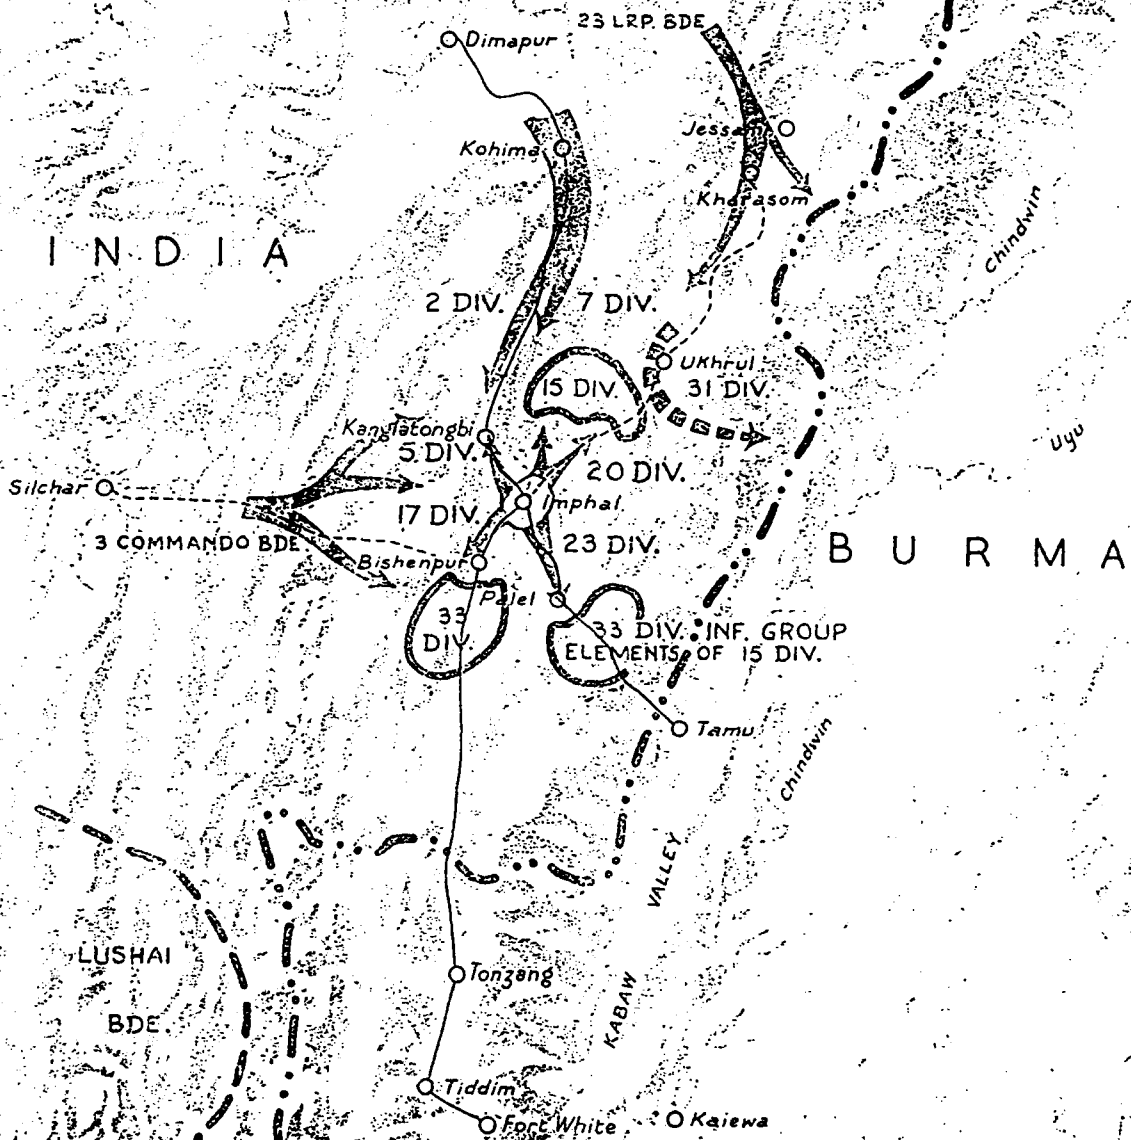 23 LRP. BDE
Dimapur
Jessami
Kohima
Kharasom
INDIA
Chindwin
2 DIV.
7 DIV.
Ukhrul
15 DIV.
31 DIV.
Kanglatongbi
5 DIV.
Uyu
20 DIV.
Silchar
Imphal
17 DIV.
3 COMMANDO BDE.
23 DIV.
BURMA
Bishenpur
Palel
33
DIV.
33 DIV. INF. GROUP
ELEMENTS OF 15 DIV.
Tamu
Chindwin
VALLEY
KABAW
LUSHAI
BDE.
Tonzang
Tiddim
Fort White
Kalewa